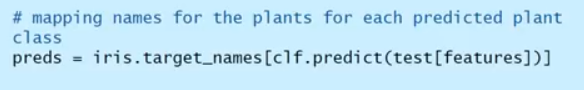 # mapping names for the plants for each predicted plant
class
preds = iris.target_names[clf.predict(test[features])]